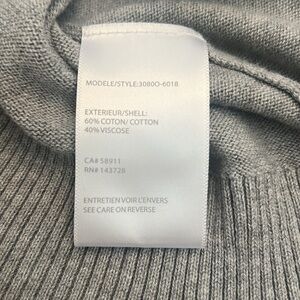 MODELE/STYLE:3080O-6018
EXTERIEUR/SHELL:
60% COTON/ COTTON
40% VISCOSE
CA# 58911
RN# 143728
ENTRETIEN VOIR L'ENVERS
SEE CARE ON REVERSE